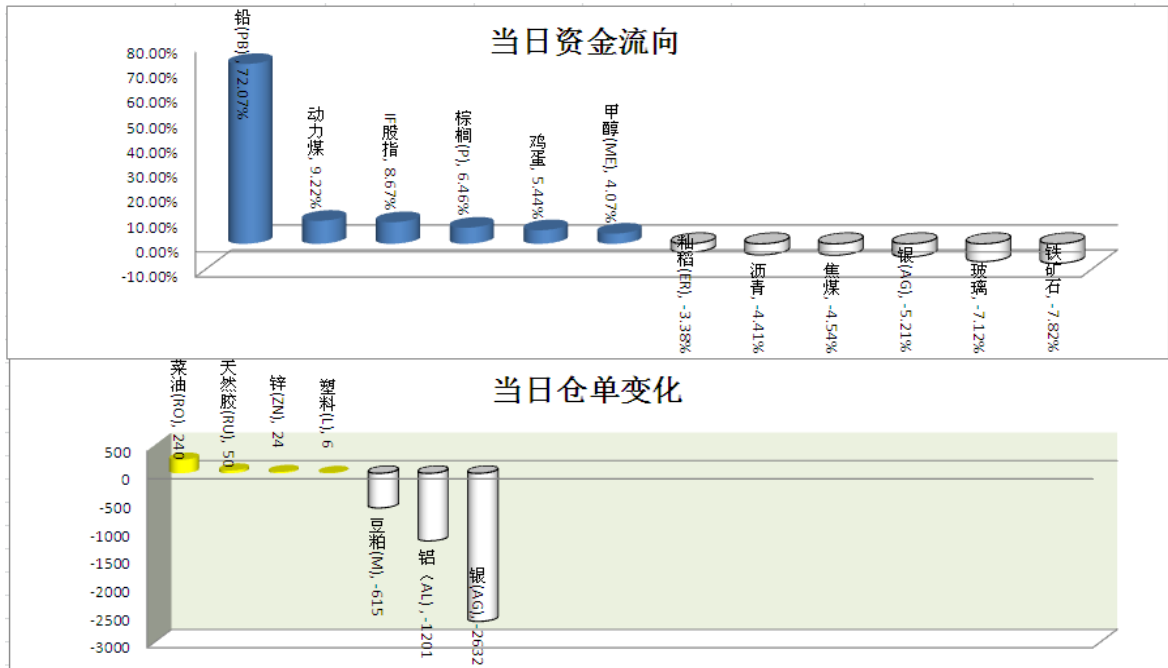 当日资金流向
80.00%
70.00%
60.00%
50.00%
40.00%
30.00%
20.00%
10.00%
0.00%
-10.00%
铅(PB), 72.07%
动力煤, 9.22%
IF股指, 8.67%
棕榈(P), 6.46%
鸡蛋, 5.44%
甲醇(ME), 4.07%
籼稻(ER), -3.38%
沥青, -4.41%
焦煤, -4.54%
银(AG), -5.21%
玻璃, -7.12%
铁矿石, -7.82%
当日仓单变化
500
0
-500
-1000
-1500
-2000
-2500
-3000
菜油(RO), 240
天然胶(RU), 50
锌(ZN), 24
塑料(L), 6
豆粕(M), -615
铝（AL), -1201
银(AG), -2632